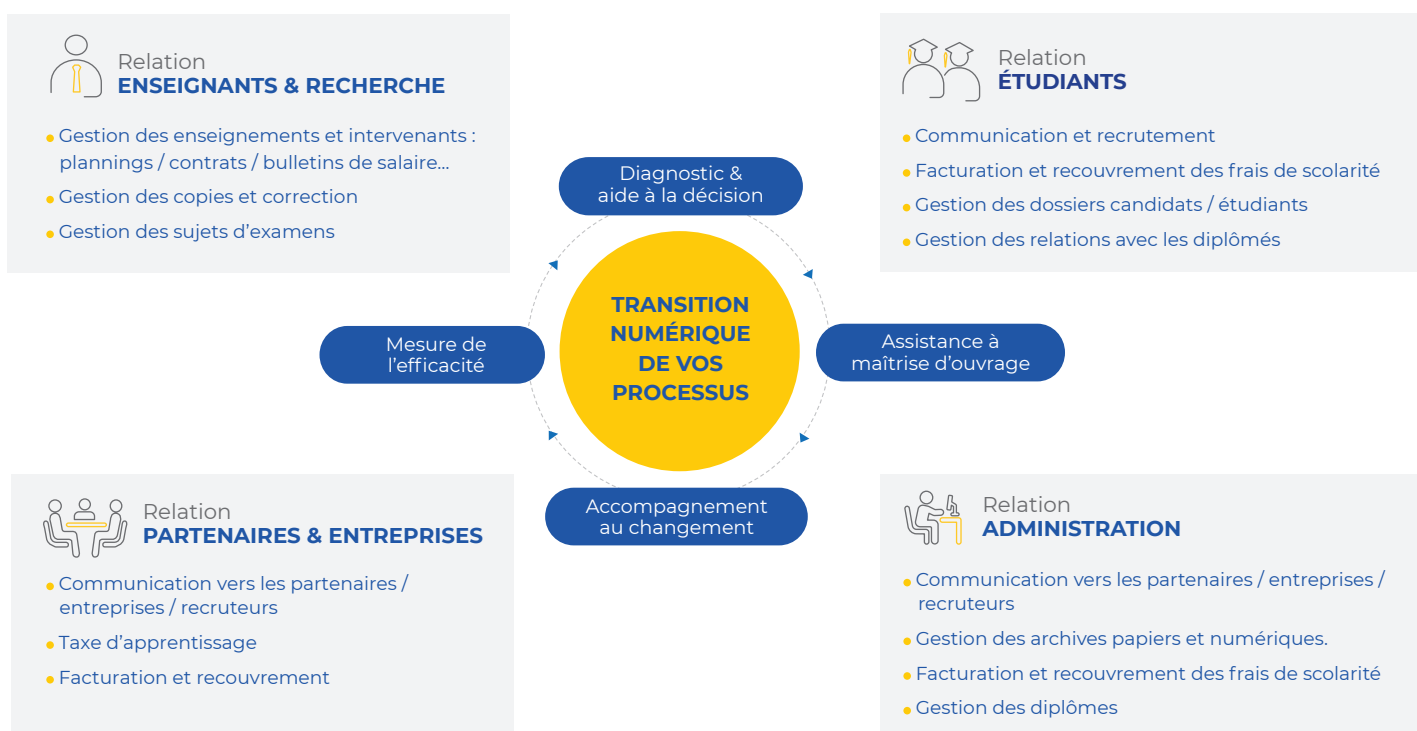 Relation
ENSEIGNANTS & RECHERCHE
Gestion des enseignements et intervenants :
plannings / contrats / bulletins de salaire...
Gestion des copies et correction
Gestion des sujets d’examens
Relation
ÉTUDIANTS
Communication et recrutement
Facturation et recouvrement des frais de scolarité
Gestion des dossiers candidats / étudiants
Gestion des relations avec les diplômés
Diagnostic &
aide à la décision
TRANSITION
NUMÉRIQUE
DE VOS
PROCESSUS
Mesure de
l’efficacité
Assistance à
maîtrise d’ouvrage
Accompagnement
au changement
Relation
PARTENAIRES & ENTREPRISES
Communication vers les partenaires /
entreprises / recruteurs
Taxe d’apprentissage
Facturation et recouvrement
Relation
ADMINISTRATION
Communication vers les partenaires / entreprises /
recruteurs
Gestion des archives papiers et numériques.
Facturation et recouvrement des frais de scolarité
Gestion des diplômes